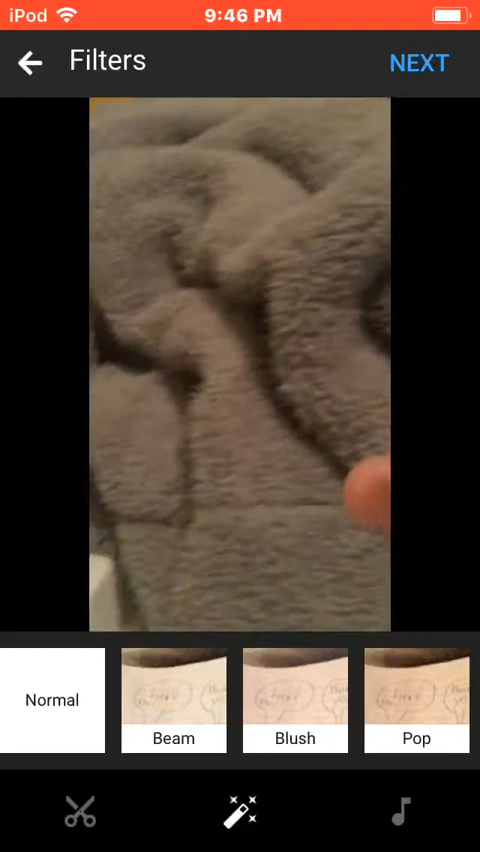 iPod 9:46 PM
Filters NEXT
Normal
Beam
Blush
Pop